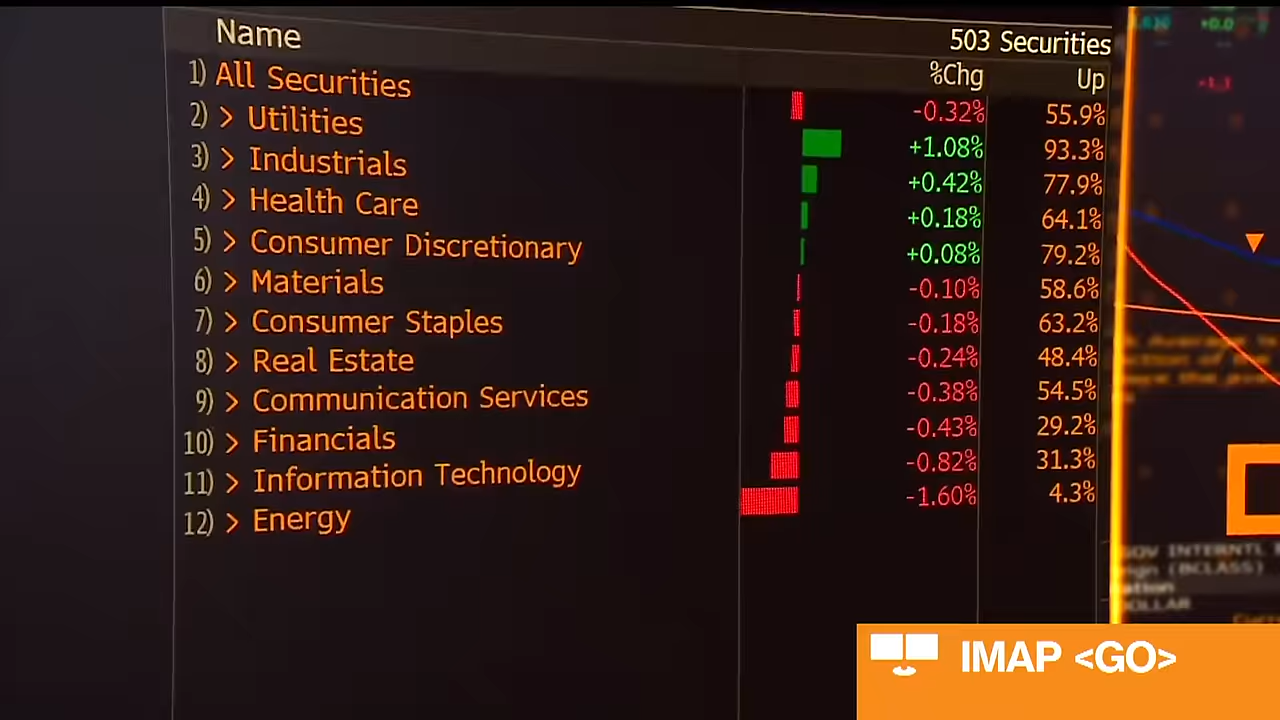 Name 503 Securities
%Chg Up
1) All Securities -0.32% 55.9%
2) > Utilities +1.08% 93.3%
3) > Industrials +0.42% 77.9%
4) > Health Care +0.18% 64.1%
5) > Consumer Discretionary +0.08% 79.2%
6) > Materials -0.10% 58.6%
7) > Consumer Staples -0.18% 63.2%
8) > Real Estate -0.24% 48.4%
9) > Communication Services -0.38% 54.5%
10) > Financials -0.43% 29.2%
11) > Information Technology -0.82% 31.3%
12) > Energy -1.60% 4.3%
+0.0
INTERNTL
(BCLASS)
IMAP <GO>